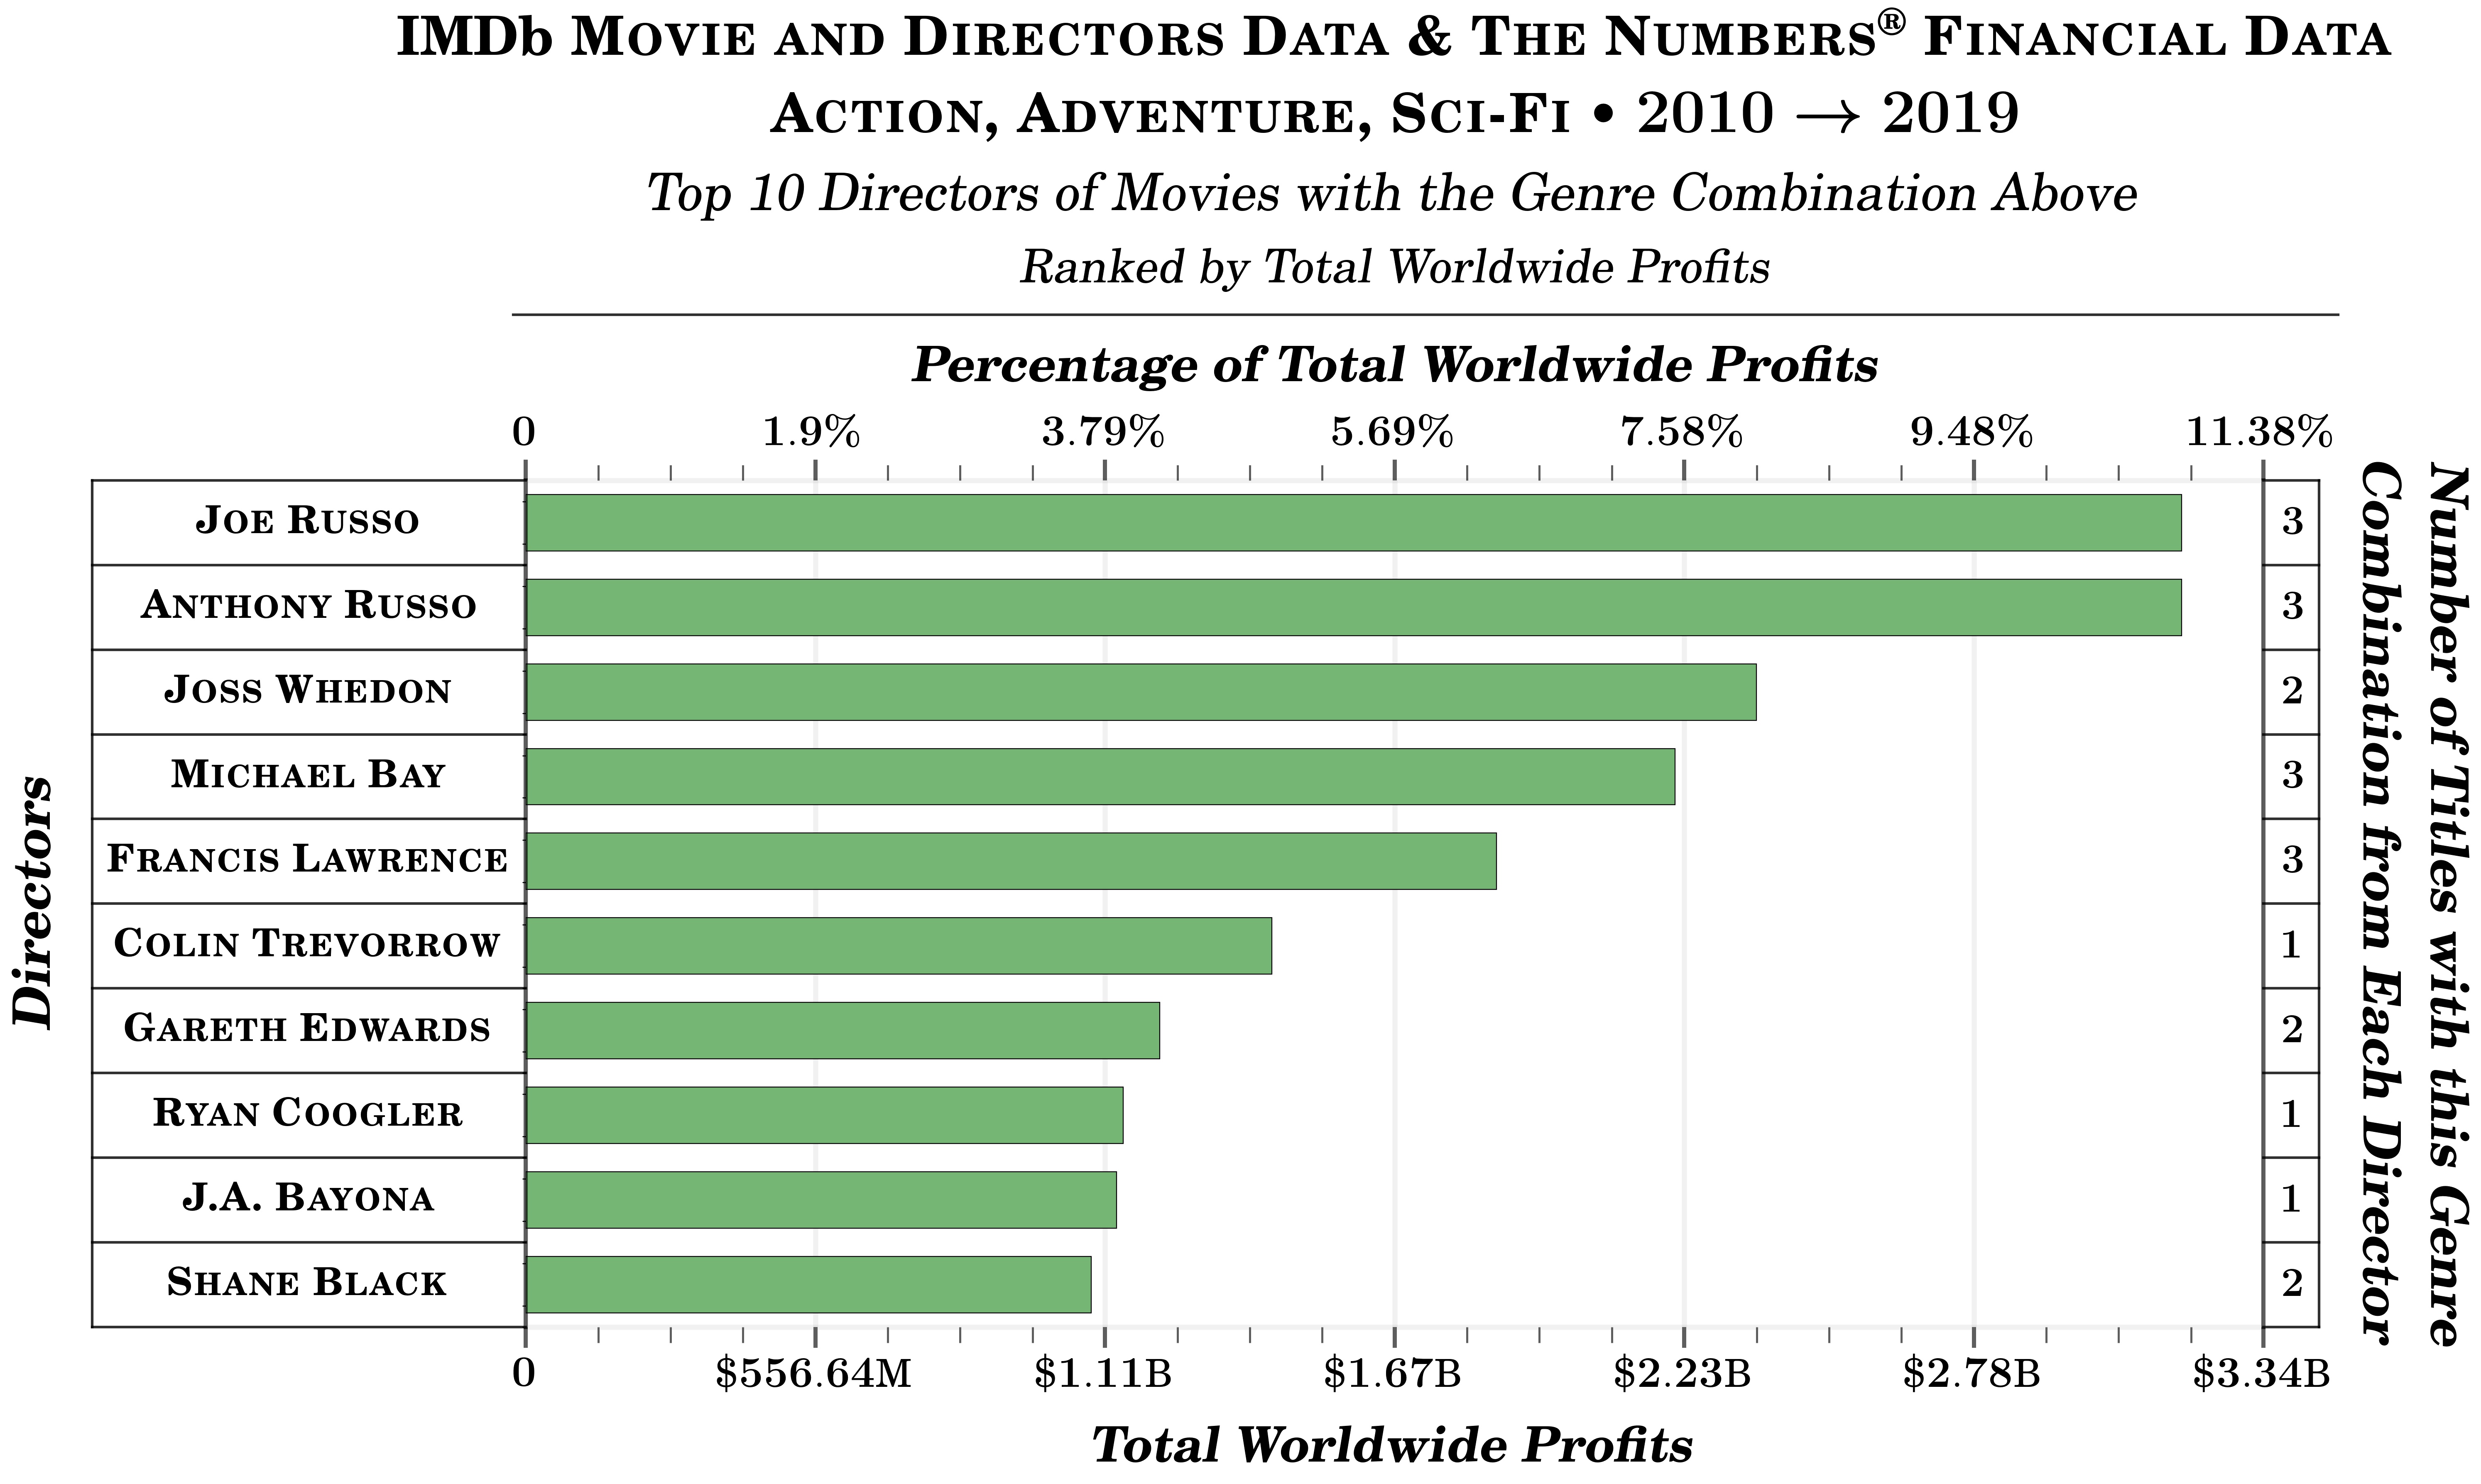 IMDb Movie and Directors Data & The Numbers® Financial Data
Action, Adventure, Sci-Fi • 2010 → 2019
Top 10 Directors of Movies with the Genre Combination Above
Ranked by Total Worldwide Profits
Percentage of Total Worldwide Profits
0 1.9% 3.79% 5.69% 7.58% 9.48% 11.38%
Directors
Joe Russo 3
Anthony Russo 3
Joss Whedon 2
Michael Bay 3
Francis Lawrence 3
Colin Trevorrow 1
Gareth Edwards 2
Ryan Coogler 1
J.A. Bayona 1
Shane Black 2
Number of Titles with this Genre
Combination from Each Director
0 $556.64M $1.11B $1.67B $2.23B $2.78B $3.34B
Total Worldwide Profits